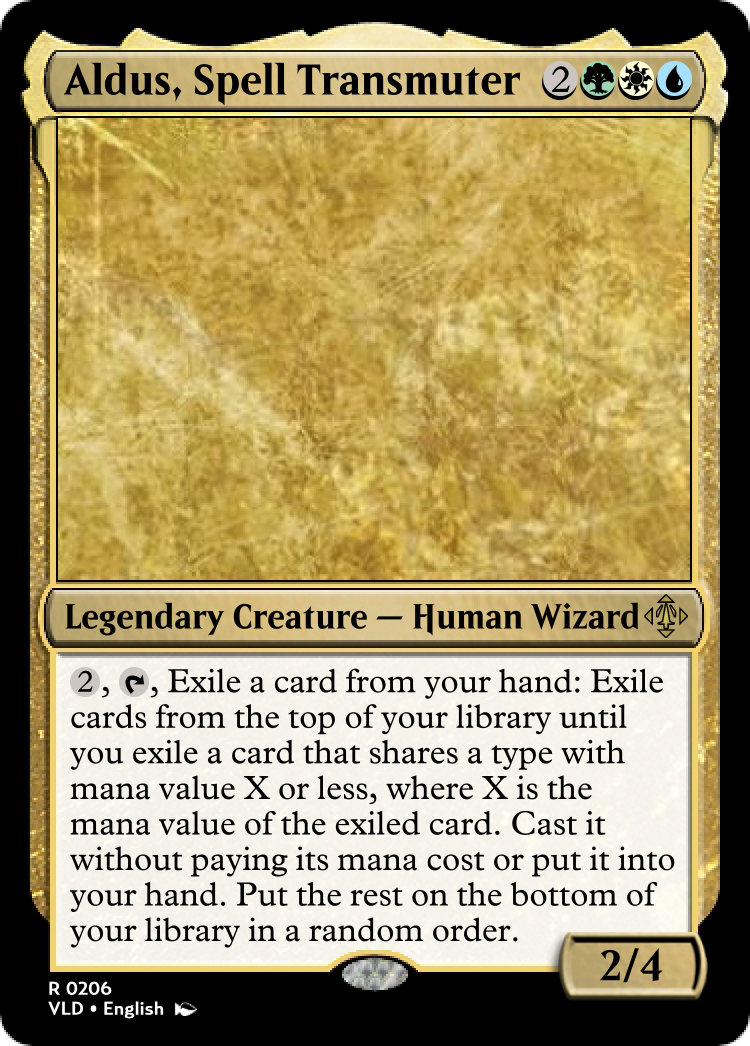 Aldus, Spell Transmuter 2
Legendary Creature — Human Wizard
2, , Exile a card from your hand: Exile
cards from the top of your library until
you exile a card that shares a type with
mana value X or less, where X is the
mana value of the exiled card. Cast it
without paying its mana cost or put it into
your hand. Put the rest on the bottom of
your library in a random order.
2/4
R 0206
VLD • English